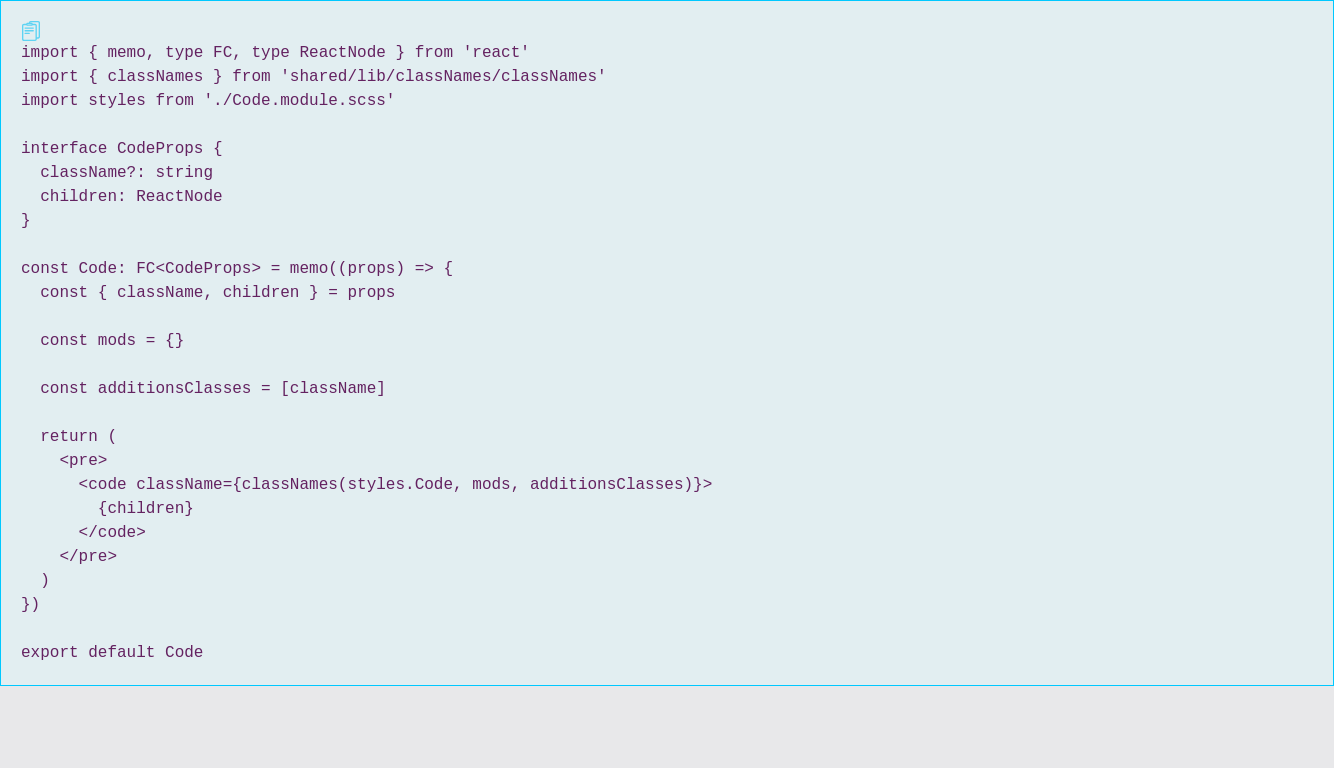 import { memo, type FC, type ReactNode } from 'react'
import { classNames } from 'shared/lib/classNames/classNames'
import styles from './Code.module.scss'

interface CodeProps {
  className?: string
  children: ReactNode
}

const Code: FC<CodeProps> = memo((props) => {
  const { className, children } = props

  const mods = {}

  const additionsClasses = [className]

  return (
    <pre>
      <code className={classNames(styles.Code, mods, additionsClasses)}>
        {children}
      </code>
    </pre>
  )
})

export default Code